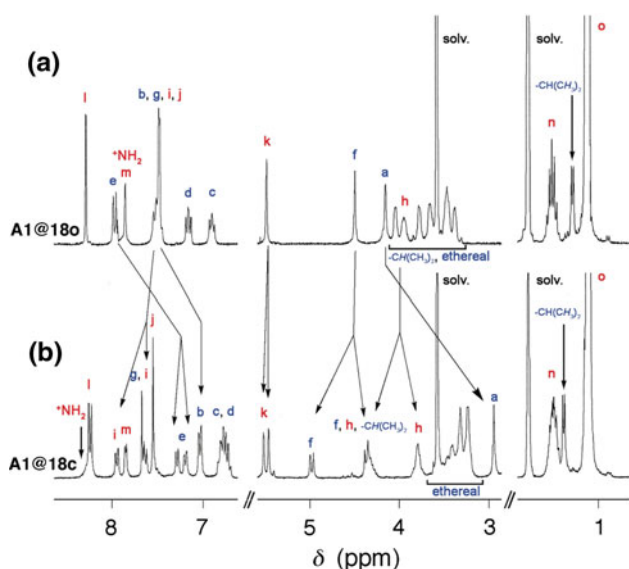 (a)
solv.
solv.
o
-CH(CH₃)₂
l
b, g, i, j
⁺NH₂
m
e
d
c
k
f
a
h
n
A1@18o
-CH(CH₃)₂, ethereal
(b)
solv.
solv.
o
-CH(CH₃)₂
j
g, i
l
⁺NH₂
i
m
e
b
c, d
k
f
f, h, -CH(CH₃)₂
h
a
n
A1@18c
ethereal
8 7 5 4 3 1
δ (ppm)